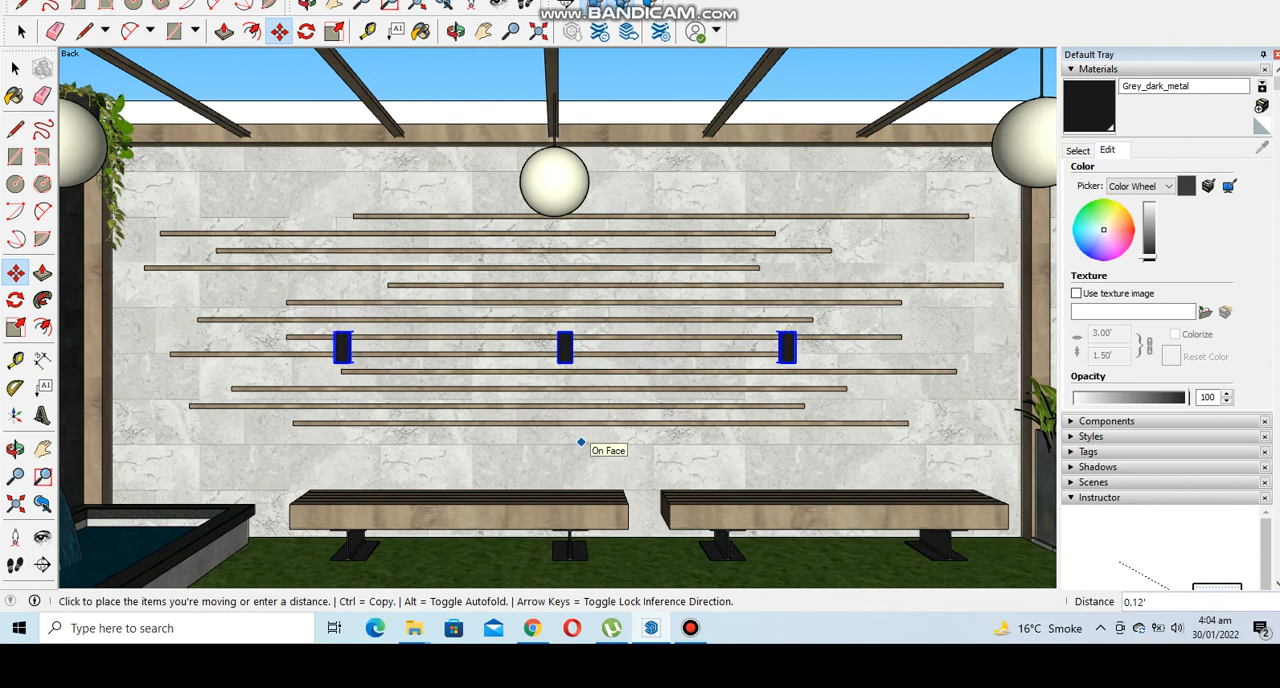 www.BANDICAM.com
Back
Default Tray
Materials
Grey_dark_metal
Select Edit
Color
Picker: Color Wheel
Texture
Use texture image
3.00'
Colorize
1.50'
Reset Color
Opacity
100
Components
Styles
Tags
Shadows
Scenes
Instructor
A1
A1
On Face
Click to place the items you're moving or enter a distance. | Ctrl = Copy. | Alt = Toggle Autofold. | Arrow Keys = Toggle Lock Inference Direction.
Distance 0.12'
Type here to search
16°C Smoke
4:04 am
30/01/2022
2